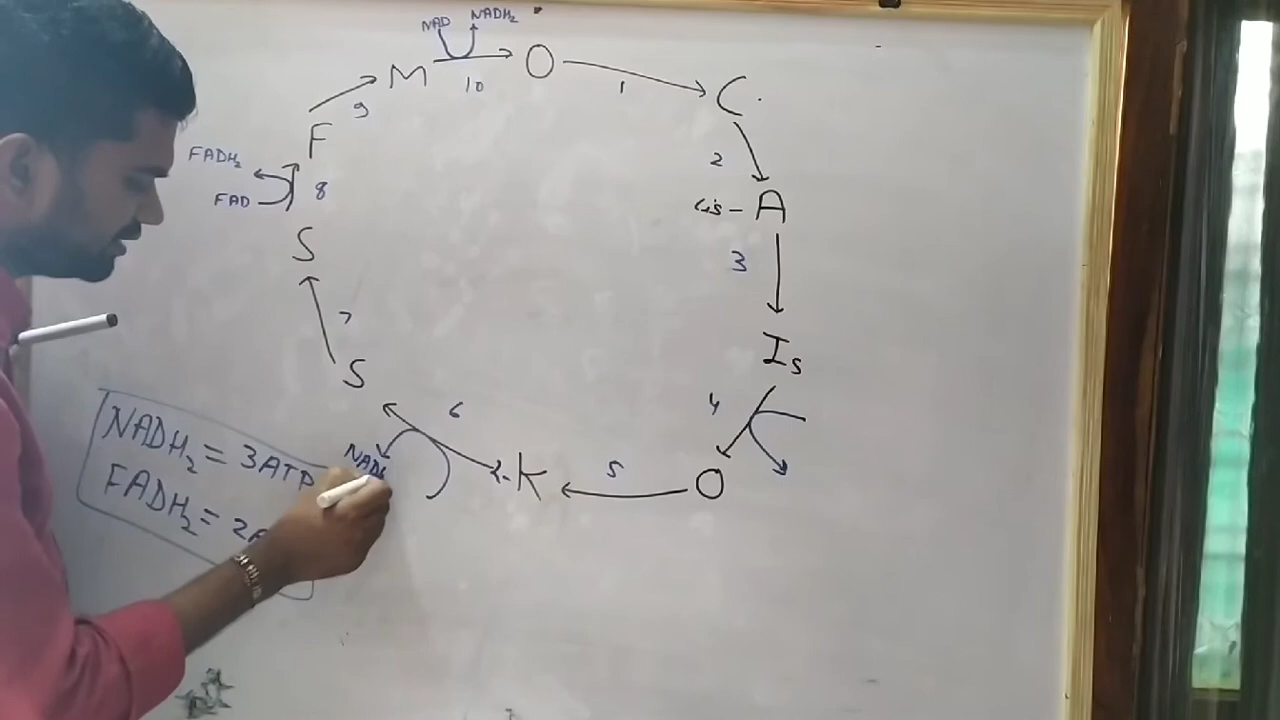 NAD NADH₂
M 10 O 1 C.
9
F
FADH₂
FAD 8
2
cis- A
S
3
7
Is
S
4
6
NADH
2-K 5 O
NADH₂ = 3ATP
FADH₂ = 2A